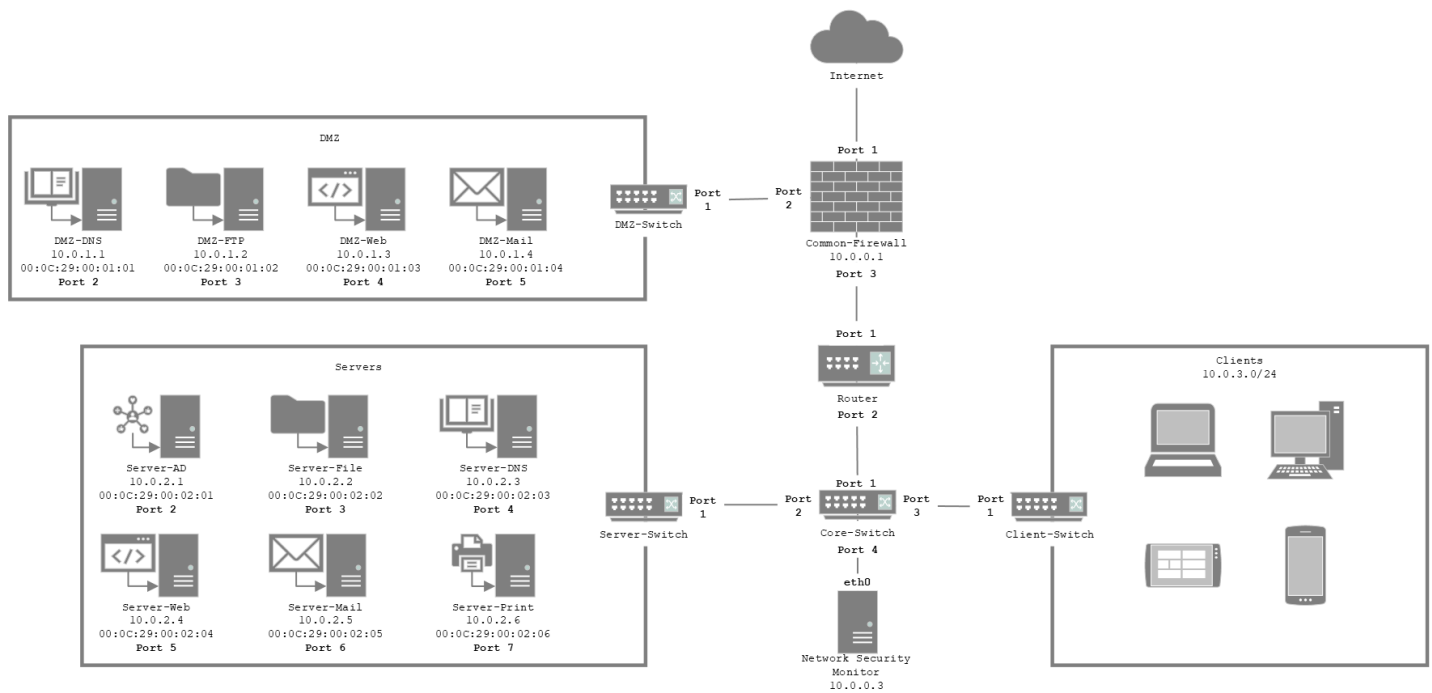 Internet
Port 1
DMZ
DMZ-DNS
10.0.1.1
00:0C:29:00:01:01
Port 2
DMZ-FTP
10.0.1.2
00:0C:29:00:01:02
Port 3
DMZ-Web
10.0.1.3
00:0C:29:00:01:03
Port 4
DMZ-Mail
10.0.1.4
00:0C:29:00:01:04
Port 5
DMZ-Switch
Port
1
Port
2
Common-Firewall
10.0.0.1
Port 3
Port 1
Router
Port 2
Servers
Server-AD
10.0.2.1
00:0C:29:00:02:01
Port 2
Server-File
10.0.2.2
00:0C:29:00:02:02
Port 3
Server-DNS
10.0.2.3
00:0C:29:00:02:03
Port 4
Server-Web
10.0.2.4
00:0C:29:00:02:04
Port 5
Server-Mail
10.0.2.5
00:0C:29:00:02:05
Port 6
Server-Print
10.0.2.6
00:0C:29:00:02:06
Port 7
Server-Switch
Port
1
Port
2
Port 1
Core-Switch
Port 4
Port
3
Port
1
Client-Switch
eth0
Network Security
Monitor
10.0.0.3
Clients
10.0.3.0/24